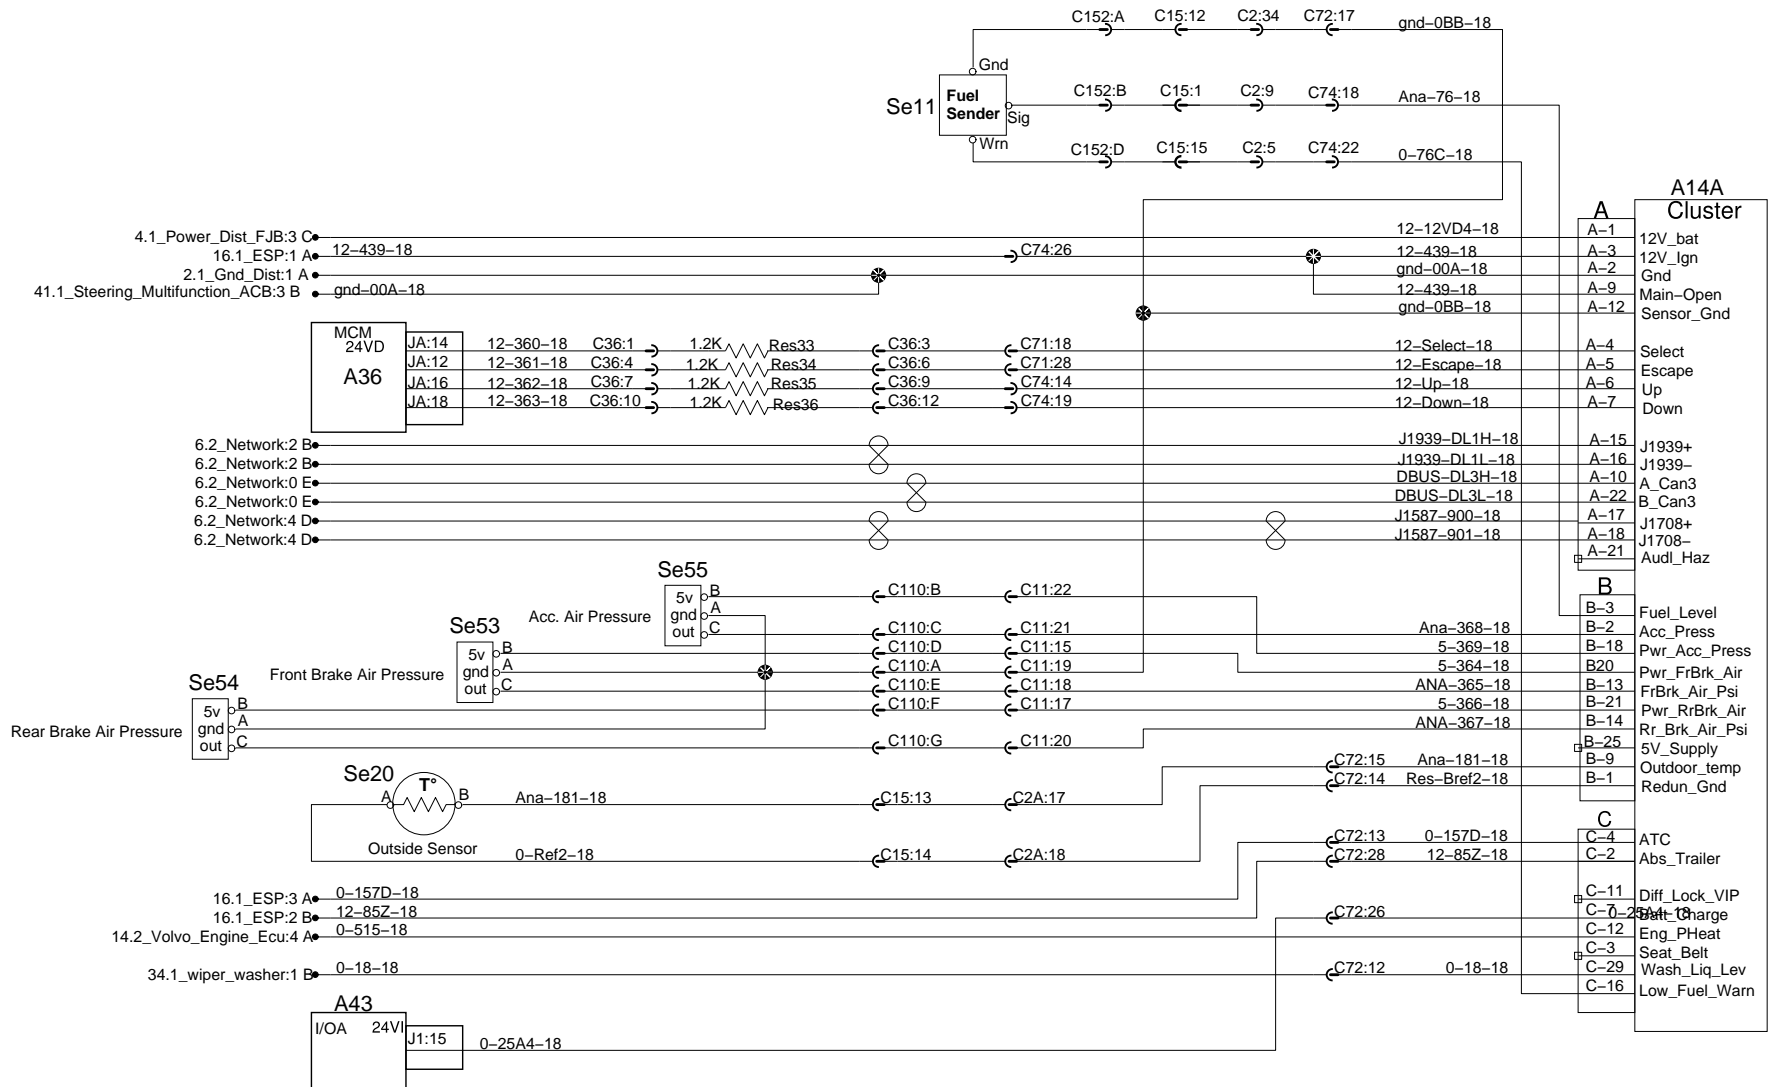 C152:A C15:12 C2:34 C72:17 gnd-0BB-18
Gnd
Se11 Fuel Sender Sig
C152:B C15:1 C2:9 C74:18 Ana-76-18
Wrn
C152:D C15:15 C2:5 C74:22 0-76C-18
A14A
A Cluster
4.1_Power_Dist_FJB:3 C 12-12VD4-18 A-1 12V_bat
16.1_ESP:1 A 12-439-18 C74:26 12-439-18 A-3 12V_Ign
2.1_Gnd_Dist:1 A gnd-00A-18 A-2 Gnd
41.1_Steering_Multifunction_ACB:3 B gnd-00A-18 12-439-18 A-9 Main-Open
gnd-0BB-18 A-12 Sensor_Gnd
MCM
24VD
A36
JA:14 12-360-18 C36:1 1.2K Res33 C36:3 C71:18 12-Select-18 A-4 Select
JA:12 12-361-18 C36:4 1.2K Res34 C36:6 C71:28 12-Escape-18 A-5 Escape
JA:16 12-362-18 C36:7 1.2K Res35 C36:9 C74:14 12-Up-18 A-6 Up
JA:18 12-363-18 C36:10 1.2K Res36 C36:12 C74:19 12-Down-18 A-7 Down
6.2_Network:2 B J1939-DL1H-18 A-15 J1939+
6.2_Network:2 B J1939-DL1L-18 A-16 J1939-
6.2_Network:0 E DBUS-DL3H-18 A-10 A_Can3
6.2_Network:0 E DBUS-DL3L-18 A-22 B_Can3
6.2_Network:4 D J1587-900-18 A-17 J1708+
6.2_Network:4 D J1587-901-18 A-18 J1708-
A-21 Audl_Haz
Se55
B
Acc. Air Pressure 5v gnd out B A C
C110:B C11:22 B-3 Fuel_Level
C110:C C11:21 Ana-368-18 B-2 Acc_Press
Se53
Front Brake Air Pressure 5v gnd out B A C
C110:D C11:15 5-369-18 B-18 Pwr_Acc_Press
C110:A C11:19 5-364-18 B20 Pwr_FrBrk_Air
C110:E C11:18 ANA-365-18 B-13 FrBrk_Air_Psi
Se54
Rear Brake Air Pressure 5v gnd out B A C
C110:F C11:17 5-366-18 B-21 Pwr_RrBrk_Air
ANA-367-18 B-14 Rr_Brk_Air_Psi
C110:G C11:20 B-25 5V_Supply
C72:15 Ana-181-18 B-9 Outdoor_temp
C72:14 Res-Bref2-18 B-1 Redun_Gnd
Se20
T°
A B Ana-181-18 C15:13 C2A:17
Outside Sensor
0-Ref2-18 C15:14 C2A:18
C
C72:13 0-157D-18 C-4 ATC
C72:28 12-85Z-18 C-2 Abs_Trailer
16.1_ESP:3 A 0-157D-18 C-11 Diff_Lock_VIP
16.1_ESP:2 B 12-85Z-18 C72:26 C-7 0-25A4-18 Batt_Charge
14.2_Volvo_Engine_Ecu:4 A 0-515-18 C-12 Eng_PHeat
C-3 Seat_Belt
34.1_wiper_washer:1 B 0-18-18 C72:12 0-18-18 C-29 Wash_Liq_Lev
C-16 Low_Fuel_Warn
A43
I/OA 24VI
J1:15 0-25A4-18